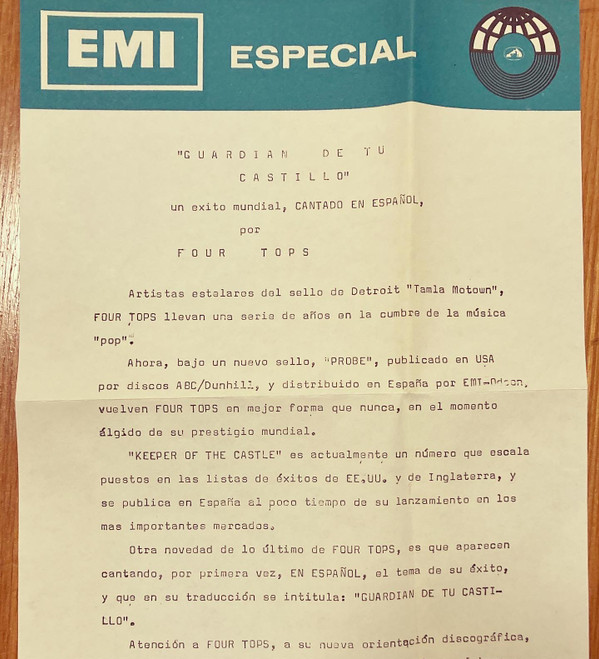 EMI ESPECIAL
"GUARDIAN DE TU
CASTILLO"
un exito mundial, CANTADO EN ESPAÑOL,
por
FOUR TOPS
Artistas estelares del sello de Detroit "Tamla Motown",
FOUR TOPS llevan una serie de años en la cumbre de la música
"pop".
Ahora, bajo un nuevo sello, "PROBE", publicado en USA
por discos ABC/Dunhill, y distribuido en España por EMI-Odeon,
vuelven FOUR TOPS en mejor forma que nunca, en el momento
álgido de su prestigio mundial.
"KEEPER OF THE CASTLE" es actualmente un número que escala
puestos en las listas de éxitos de EE.UU. y de Inglaterra, y
se publica en España al poco tiempo de su lanzamiento en los
mas importantes mercados.
Otra novedad de lo último de FOUR TOPS, es que aparecen
cantando, por primera vez, EN ESPAÑOL, el tema de su éxito,
y que en su traducción se intitula: "GUARDIAN DE TU CASTI-
LLO".
Atención a FOUR TOPS, a su nueva orientación discográfica,